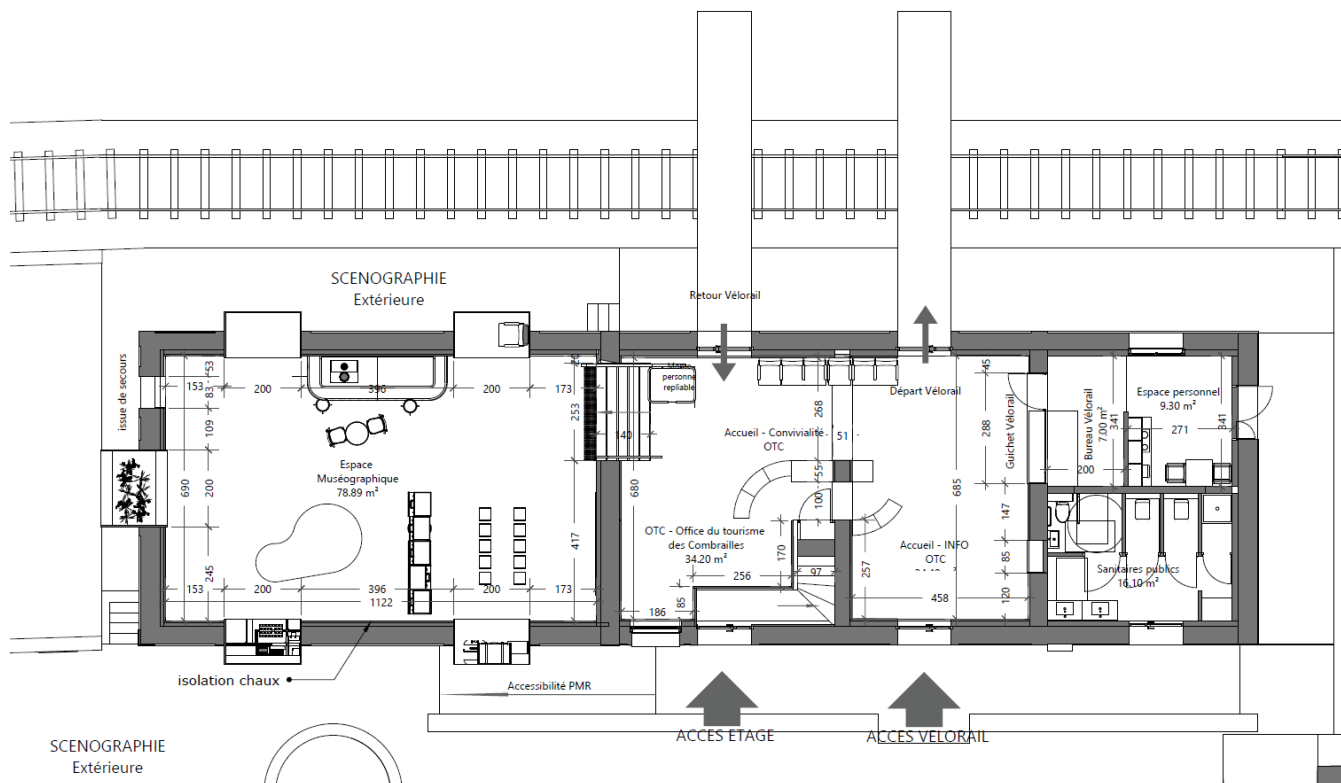 SCENOGRAPHIE
Extérieure
Retour Vélorail
issue de secours
53
83
109
690
200
245
153
200
396
200
173
20
253
140
417
personne
repliable
Départ Vélorail
Accueil - Convivialité
OTC
268
51
55
100
45
288
Guichet Vélorail
Bureau Vélorail
7.00 m²
200
341
Espace personnel
9.30 m²
271
341
Espace
Muséographique
78.89 m²
680
685
147
85
120
OTC - Office du tourisme
des Combrailles
34.20 m²
170
256
97
257
Accueil - INFO
OTC
458
Sanitaires publics
16.10 m²
153
200
396
200
173
1122
186
85
isolation chaux
Accessibilité PMR
ACCES ETAGE
ACCES VELORAIL
SCENOGRAPHIE
Extérieure